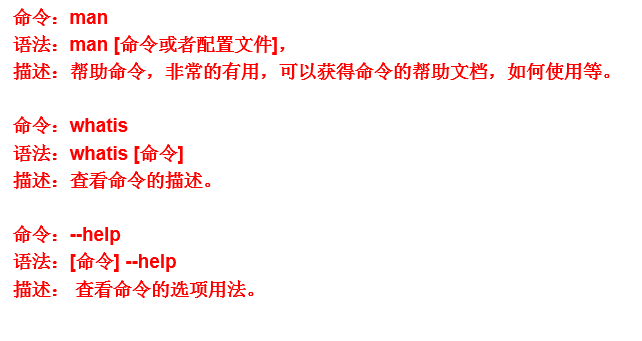 命令：man
语法：man [命令或者配置文件]，
描述：帮助命令，非常的有用，可以获得命令的帮助文档，如何使用等。
命令：whatis
语法：whatis [命令]
描述：查看命令的描述。
命令：--help
语法：[命令] --help
描述： 查看命令的选项用法。